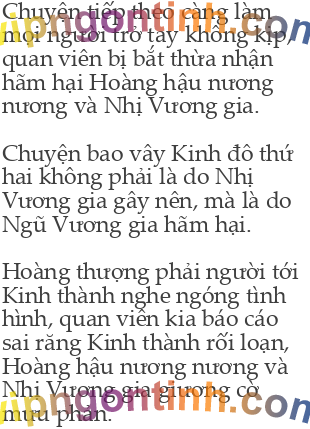 Chuyện tiếp theo càng làm
mọi người trở tay không kịp,
quan viên bị bắt thừa nhận
hãm hại Hoàng hậu nương
nương và Nhị Vương gia.
Chuyện bao vây Kinh đô thứ
hai không phải là do Nhị
Vương gia gây nên, mà là do
Ngũ Vương gia hãm hại.
Hoàng thượng phái người tới
Kinh thành nghe ngóng tình
hình, quan viên kia báo cáo
sai rằng Kinh thành rối loạn,
Hoàng hậu nương nương và
Nhị Vương gia giương cờ
mưu phản.